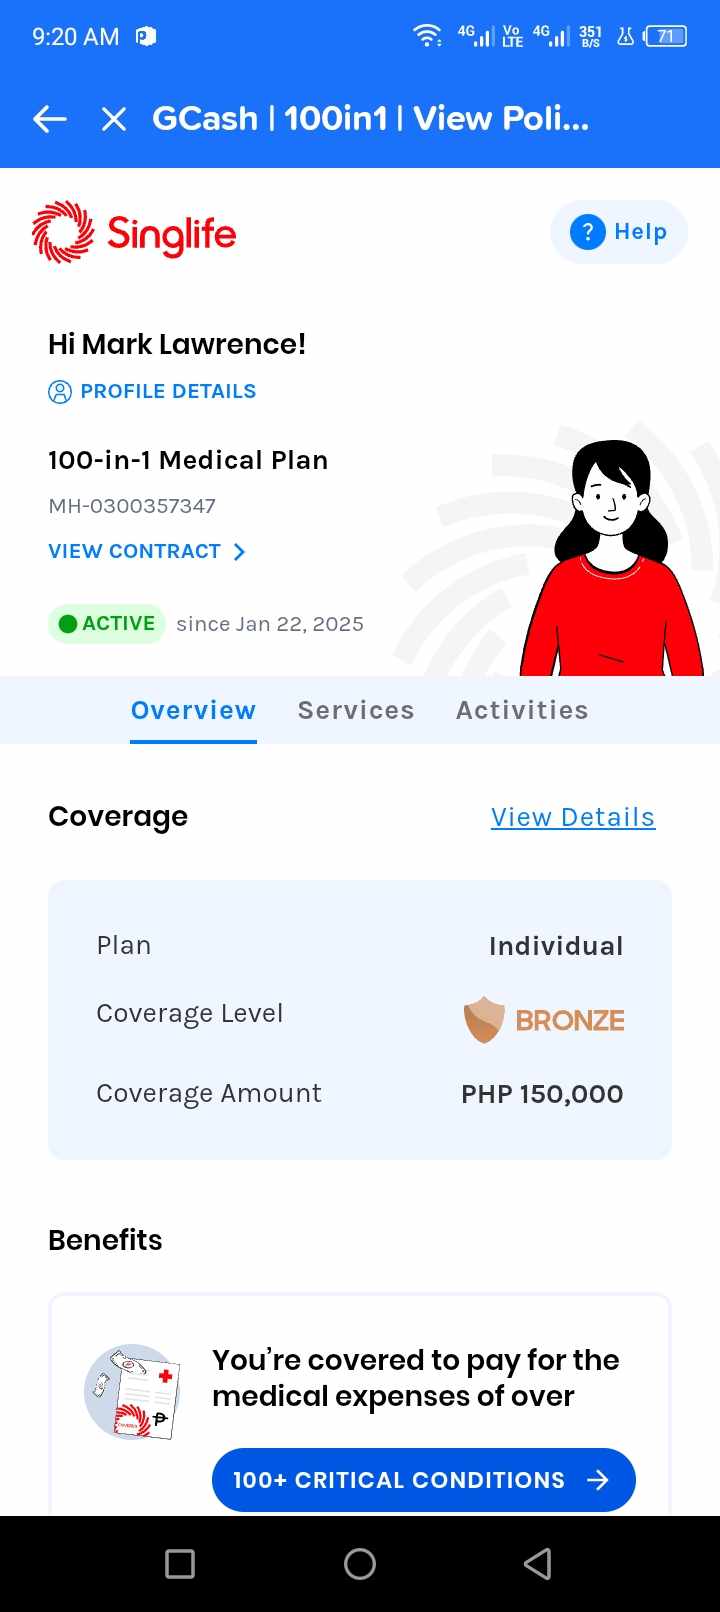 9:20 AM 4G Vo LTE 4G 351 B/S 71
GCash | 100in1 | View Poli...
Singlife
? Help
Hi Mark Lawrence!
PROFILE DETAILS
100-in-1 Medical Plan
MH-0300357347
VIEW CONTRACT
ACTIVE since Jan 22, 2025
Overview Services Activities
Coverage View Details
Plan Individual
Coverage Level BRONZE
Coverage Amount PHP 150,000
Benefits
You're covered to pay for the
medical expenses of over
100+ CRITICAL CONDITIONS